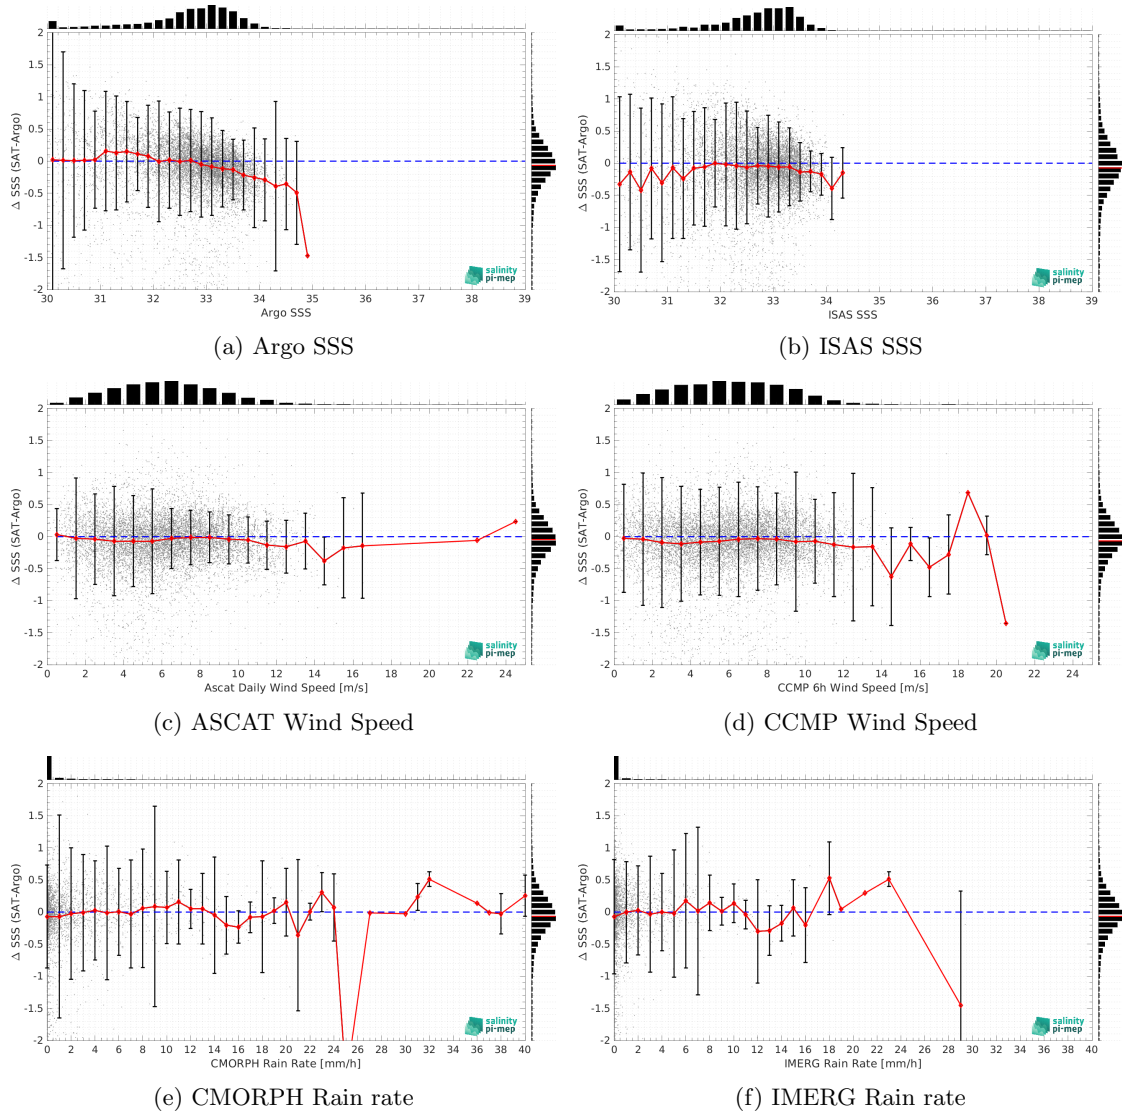 2
1.5
1
0.5
0
-0.5
-1
-1.5
-2
Δ SSS (SAT-Argo)
30 31 32 33 34 35 36 37 38 39
Argo SSS
salinity
pi-mep
(a) Argo SSS
2
1.5
1
0.5
0
-0.5
-1
-1.5
-2
Δ SSS (SAT-Argo)
30 31 32 33 34 35 36 37 38 39
ISAS SSS
salinity
pi-mep
(b) ISAS SSS
2
1.5
1
0.5
0
-0.5
-1
-1.5
-2
Δ SSS (SAT-Argo)
0 2 4 6 8 10 12 14 16 18 20 22 24
Ascat Daily Wind Speed [m/s]
salinity
pi-mep
(c) ASCAT Wind Speed
2
1.5
1
0.5
0
-0.5
-1
-1.5
-2
Δ SSS (SAT-Argo)
0 2 4 6 8 10 12 14 16 18 20 22 24
CCMP 6h Wind Speed [m/s]
salinity
pi-mep
(d) CCMP Wind Speed
2
1.5
1
0.5
0
-0.5
-1
-1.5
-2
Δ SSS (SAT-Argo)
0 2 4 6 8 10 12 14 16 18 20 22 24 26 28 30 32 34 36 38 40
CMORPH Rain Rate [mm/h]
salinity
pi-mep
(e) CMORPH Rain rate
2
1.5
1
0.5
0
-0.5
-1
-1.5
-2
Δ SSS (SAT-Argo)
0 2 4 6 8 10 12 14 16 18 20 22 24 26 28 30 32 34 36 38 40
IMERG Rain Rate [mm/h]
salinity
pi-mep
(f) IMERG Rain rate